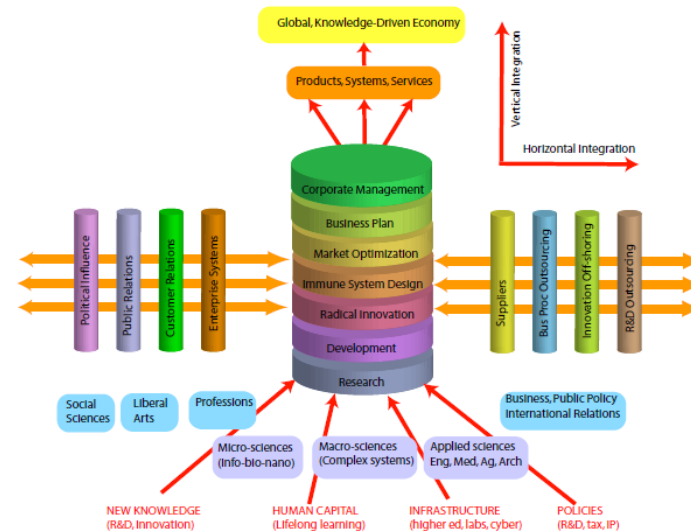 Global, Knowledge-Driven Economy
Products, Systems, Services
Vertical Integration
Horizontal Integration
Corporate Management
Business Plan
Market Optimization
Immune System Design
Radical Innovation
Development
Research
Political Influence
Public Relations
Customer Relations
Enterprise Systems
Suppliers
Bus Proc Outsourcing
Innovation Off-shoring
R&D Outsourcing
Social
Sciences
Liberal
Arts
Professions
Business, Public Policy
International Relations
Micro-sciences
(Info-bio-nano)
Macro-sciences
(Complex systems)
Applied sciences
Eng, Med, Ag, Arch
NEW KNOWLEDGE
(R&D, Innovation)
HUMAN CAPITAL
(Lifelong learning)
INFRASTRUCTURE
(higher ed, labs, cyber)
POLICIES
(R&D, tax, IP)